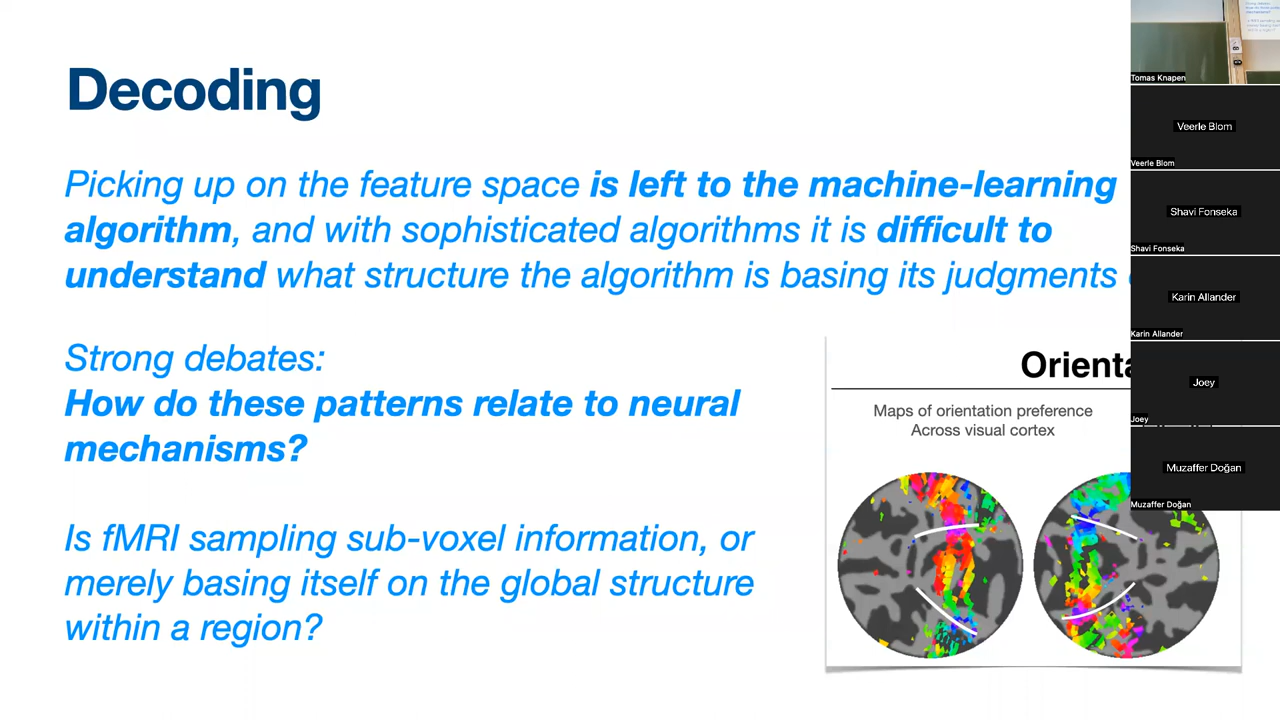 Decoding
Picking up on the feature space is left to the machine-learning
algorithm, and with sophisticated algorithms it is difficult to
understand what structure the algorithm is basing its judgments
Strong debates:
How do these patterns relate to neural
mechanisms?
Is fMRI sampling sub-voxel information, or
merely basing itself on the global structure
within a region?
Maps of orientation preference
Across visual cortex
Tomas Knapen
Veerle Blom
Veerle Blom
Shavi Fonseka
Shavi Fonseka
Karin Allander
Karin Allander
Joey
Joey
Muzaffer Doğan
Muzaffer Doğan